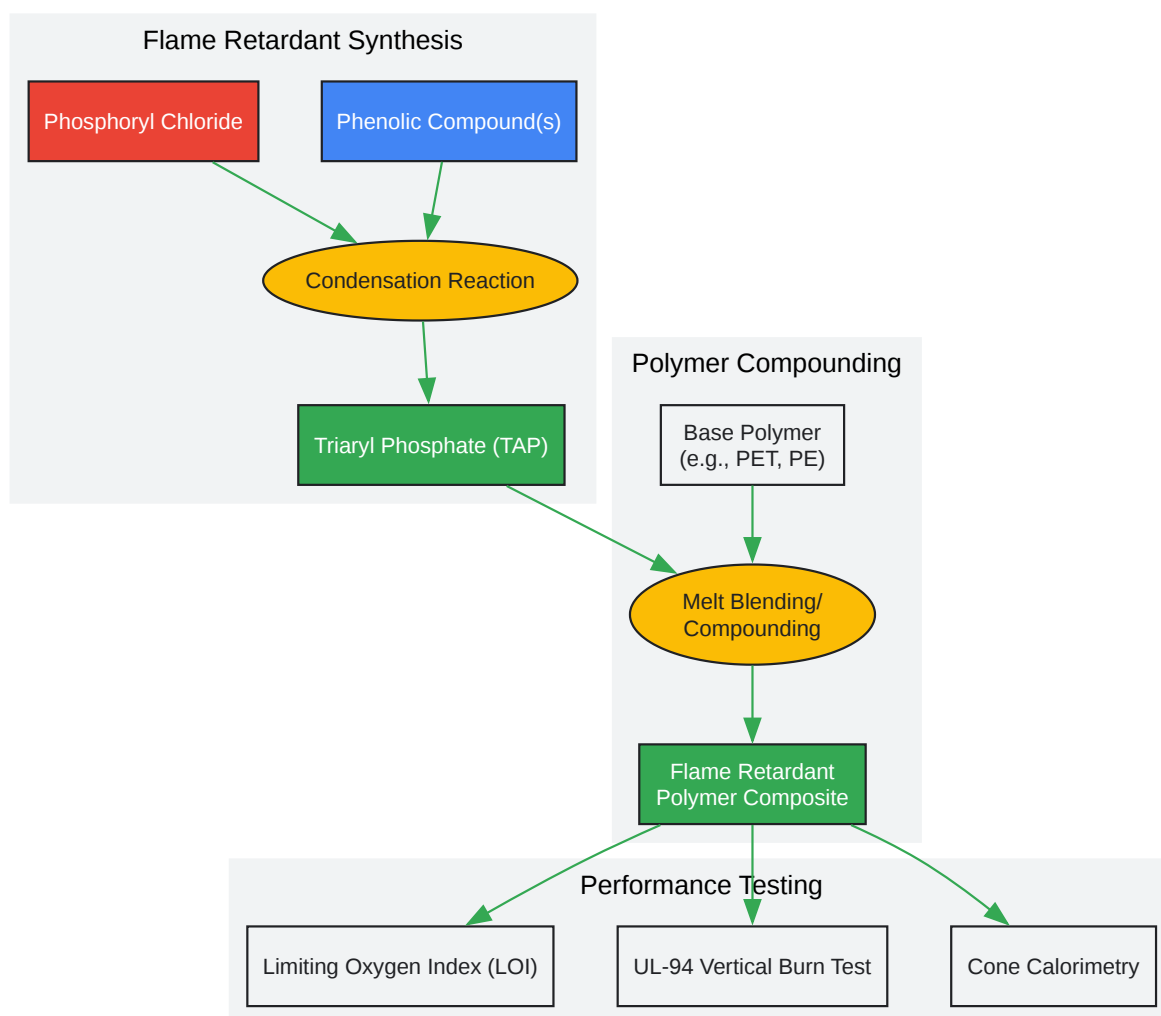 Flame Retardant Synthesis
Phosphoryl Chloride
Phenolic Compound(s)
Condensation Reaction
Triaryl Phosphate (TAP)
Polymer Compounding
Base Polymer
(e.g., PET, PE)
Melt Blending/
Compounding
Flame Retardant
Polymer Composite
Performance Testing
Limiting Oxygen Index (LOI)
UL-94 Vertical Burn Test
Cone Calorimetry